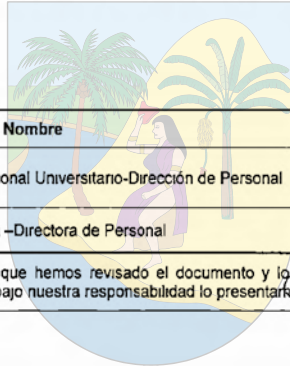 Nombre
onal Universitario-Dirección de Personal
–Directora de Personal
que hemos revisado el documento y lo
bajo nuestra responsabilidad lo presentam